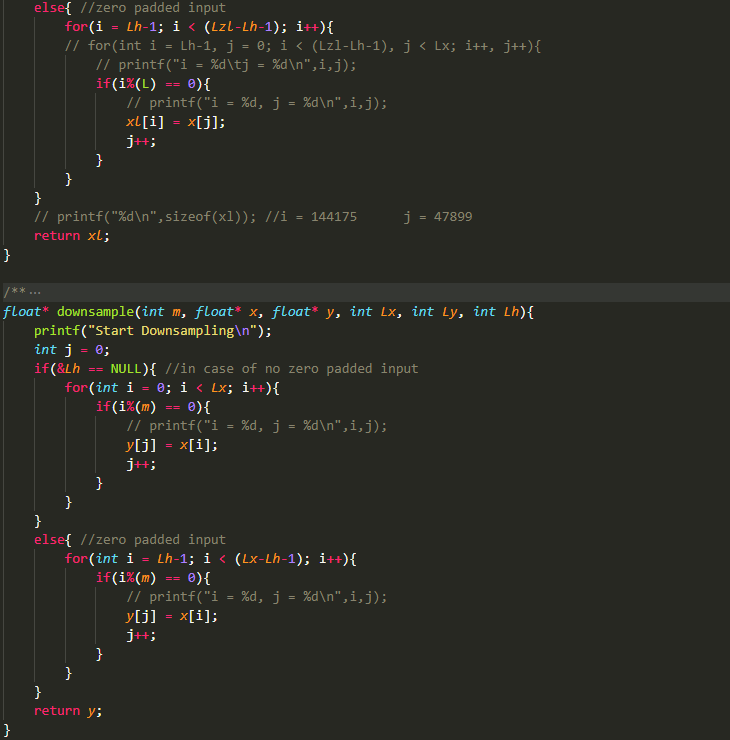 else{ //zero padded input
for(i = Lh-1; i < (Lzl-Lh-1); i++){
// for(int i = Lh-1, j = 0; i < (Lzl-Lh-1), j < Lx; i++, j++){
// printf("i = %d\tj = %d\n",i,j);
if(i%(L) == 0){
// printf("i = %d, j = %d\n",i,j);
xl[i] = x[j];
j++;
}
}
}
// printf("%d\n",sizeof(xl)); //i = 144175      j = 47899
return xl;
}
/** ...
float* downsample(int m, float* x, float* y, int Lx, int Ly, int Lh){
printf("Start Downsampling\n");
int j = 0;
if(&Lh == NULL){ //in case of no zero padded input
for(int i = 0; i < Lx; i++){
if(i%(m) == 0){
// printf("i = %d, j = %d\n",i,j);
y[j] = x[i];
j++;
}
}
}
else{ //zero padded input
for(int i = Lh-1; i < (Lx-Lh-1); i++){
if(i%(m) == 0){
// printf("i = %d, j = %d\n",i,j);
y[j] = x[i];
j++;
}
}
}
return y;
}